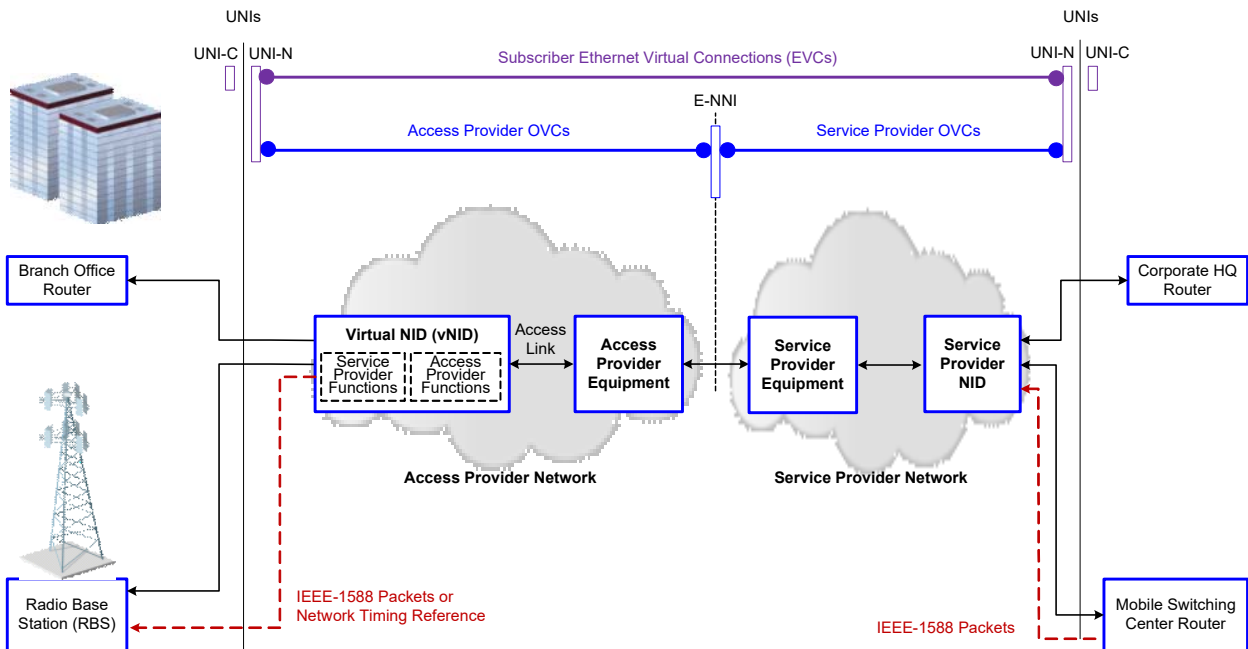 UNIs
UNIs
UNI-C
UNI-N
Subscriber Ethernet Virtual Connections (EVCs)
UNI-N
UNI-C
E-NNI
Access Provider OVCs
Service Provider OVCs
Branch Office
Router
Corporate HQ
Router
Virtual NID (vNID)
Service
Provider
Functions
Access
Provider
Functions
Access
Link
Access
Provider
Equipment
Service
Provider
Equipment
Service
Provider
NID
Access Provider Network
Service Provider Network
IEEE-1588 Packets or
Network Timing Reference
Radio Base
Station (RBS)
IEEE-1588 Packets
Mobile Switching
Center Router